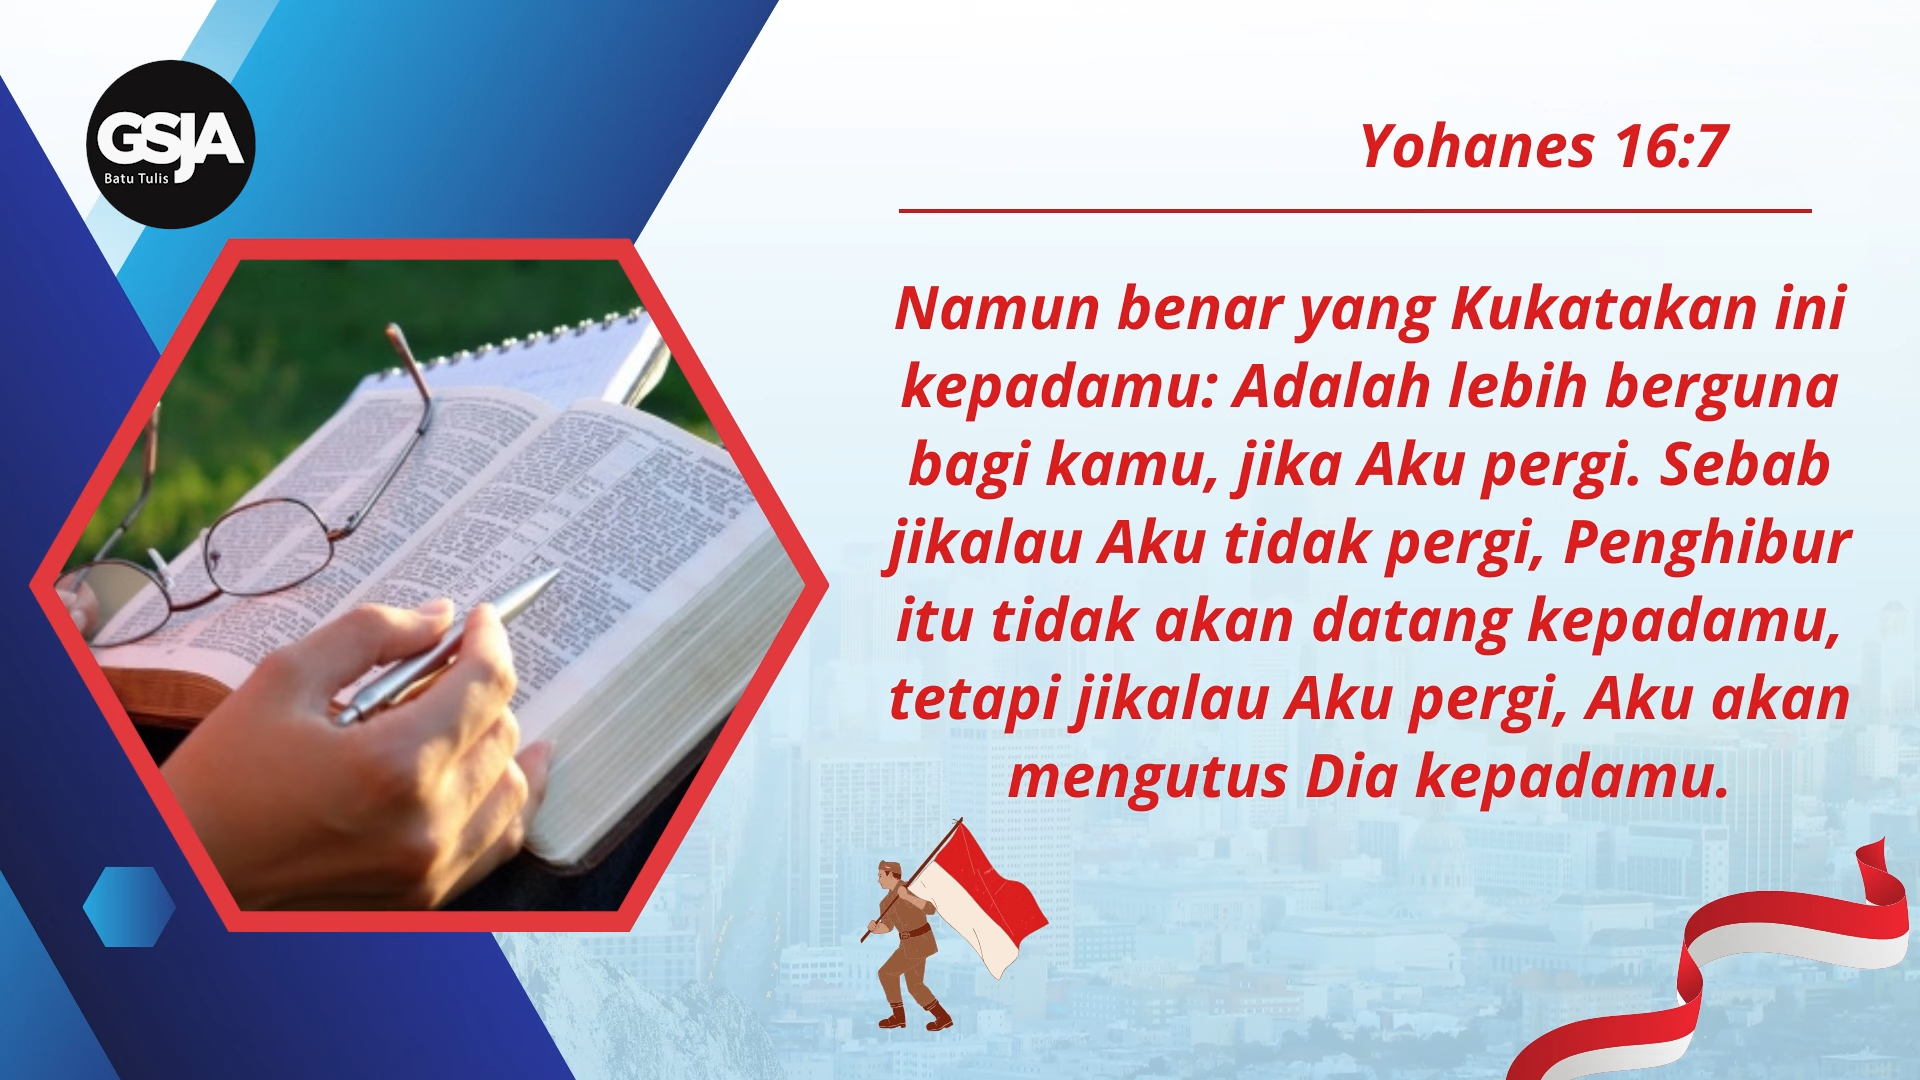 GSJA
Batu Tulis
Yohanes 16:7
Namun benar yang Kukatakan ini
kepadamu: Adalah lebih berguna
bagi kamu, jika Aku pergi. Sebab
jikalau Aku tidak pergi, Penghibur
itu tidak akan datang kepadamu,
tetapi jikalau Aku pergi, Aku akan
mengutus Dia kepadamu.